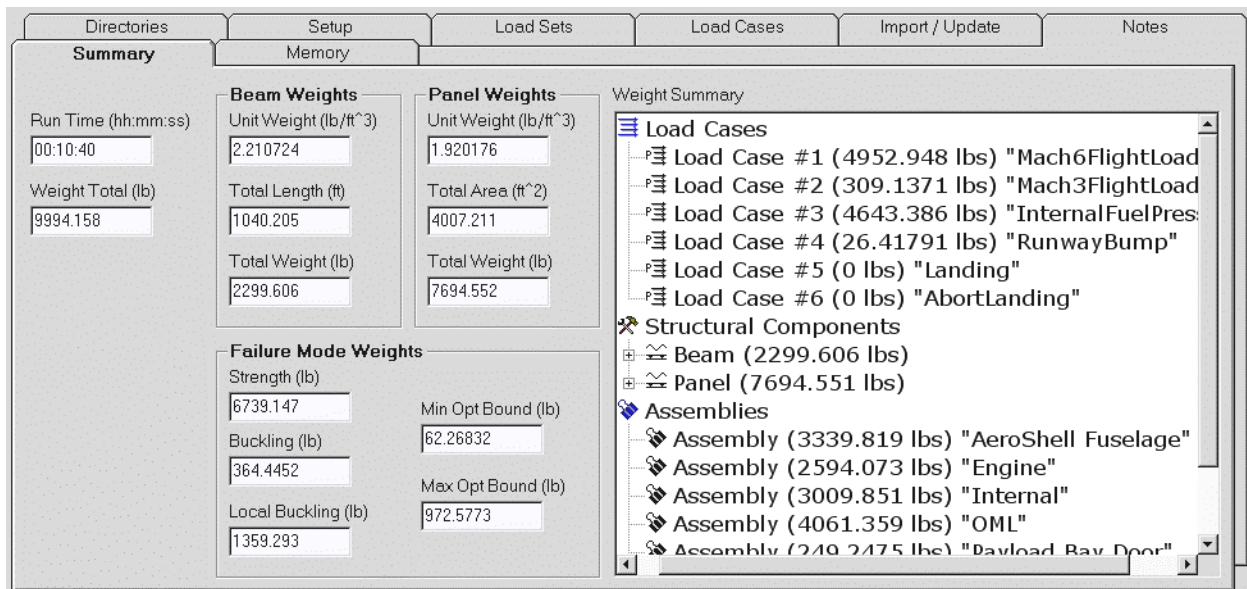 Directories
Setup
Load Sets
Load Cases
Import / Update
Notes
Summary
Memory
Run Time (hh:mm:ss)
00:10:40
Weight Total (lb)
9994.158
Beam Weights
Unit Weight (lb/ft^3)
2.210724
Total Length (ft)
1040.205
Total Weight (lb)
2299.606
Panel Weights
Unit Weight (lb/ft^3)
1.920176
Total Area (ft^2)
4007.211
Total Weight (lb)
7694.552
Failure Mode Weights
Strength (lb)
6739.147
Buckling (lb)
364.4452
Local Buckling (lb)
1359.293
Min Opt Bound (lb)
62.26832
Max Opt Bound (lb)
972.5773
Weight Summary
Load Cases
Load Case #1 (4952.948 lbs) "Mach6FlightLoad
Load Case #2 (309.1371 lbs) "Mach3FlightLoad
Load Case #3 (4643.386 lbs) "InternalFuelPres
Load Case #4 (26.41791 lbs) "RunwayBump"
Load Case #5 (0 lbs) "Landing"
Load Case #6 (0 lbs) "AbortLanding"
Structural Components
Beam (2299.606 lbs)
Panel (7694.551 lbs)
Assemblies
Assembly (3339.819 lbs) "AeroShell Fuselage"
Assembly (2594.073 lbs) "Engine"
Assembly (3009.851 lbs) "Internal"
Assembly (4061.359 lbs) "OML"
Assembly (249.2475 lbs) "Payload Bay Door"